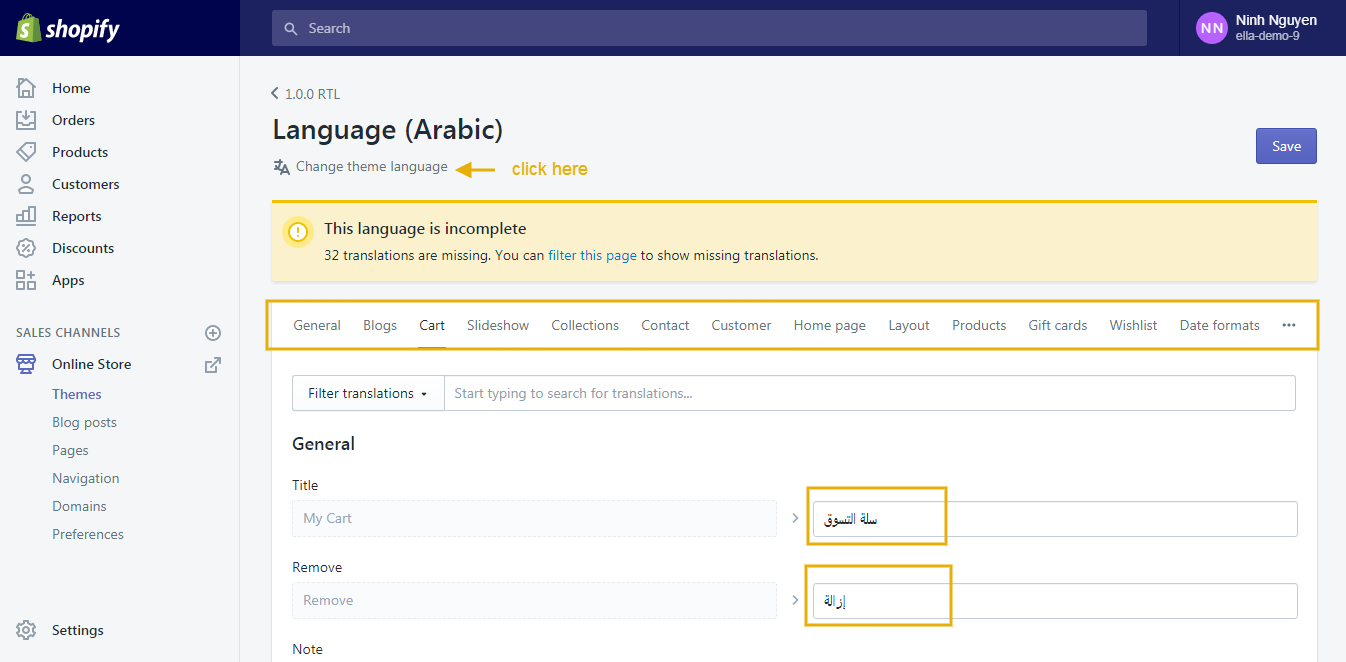 shopify
Search
NN
Ninh Nguyen
ella-demo-9
Home
Orders
Products
Customers
Reports
Discounts
Apps
SALES CHANNELS
Online Store
Themes
Blog posts
Pages
Navigation
Domains
Preferences
Settings
1.0.0 RTL
Language (Arabic)
Change theme language
click here
Save
This language is incomplete
32 translations are missing. You can filter this page to show missing translations.
General Blogs Cart Slideshow Collections Contact Customer Home page Layout Products Gift cards Wishlist Date formats ···
Filter translations Start typing to search for translations...
General
Title
My Cart سلة التسوق
Remove
Remove إزالة
Note